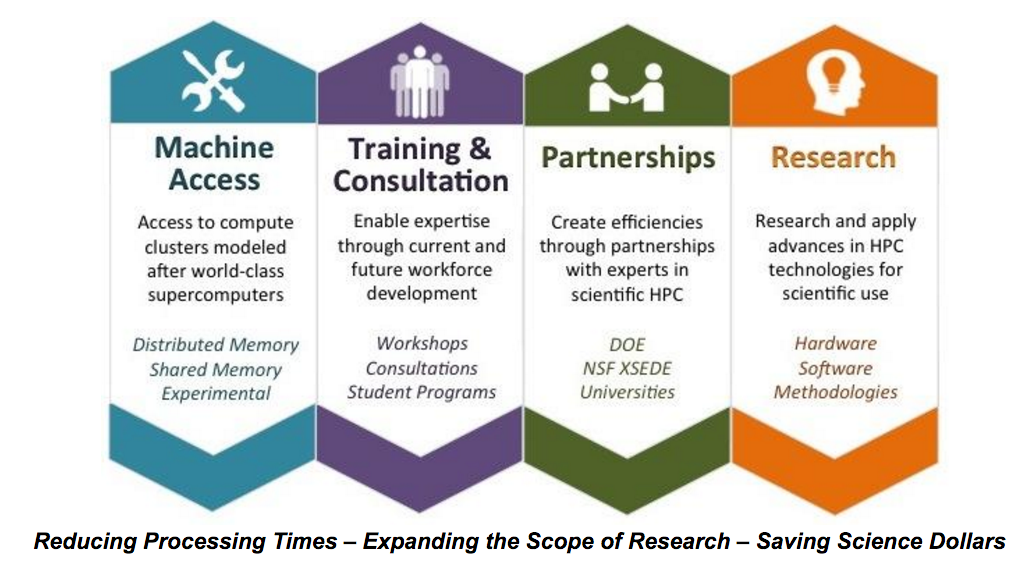 Machine
Access
Access to compute
clusters modeled
after world-class
supercomputers
Distributed Memory
Shared Memory
Experimental
Training &
Consultation
Enable expertise
through current and
future workforce
development
Workshops
Consultations
Student Programs
Partnerships
Create efficiencies
through partnerships
with experts in
scientific HPC
DOE
NSF XSEDE
Universities
Research
Research and apply
advances in HPC
technologies for
scientific use
Hardware
Software
Methodologies
Reducing Processing Times – Expanding the Scope of Research – Saving Science Dollars